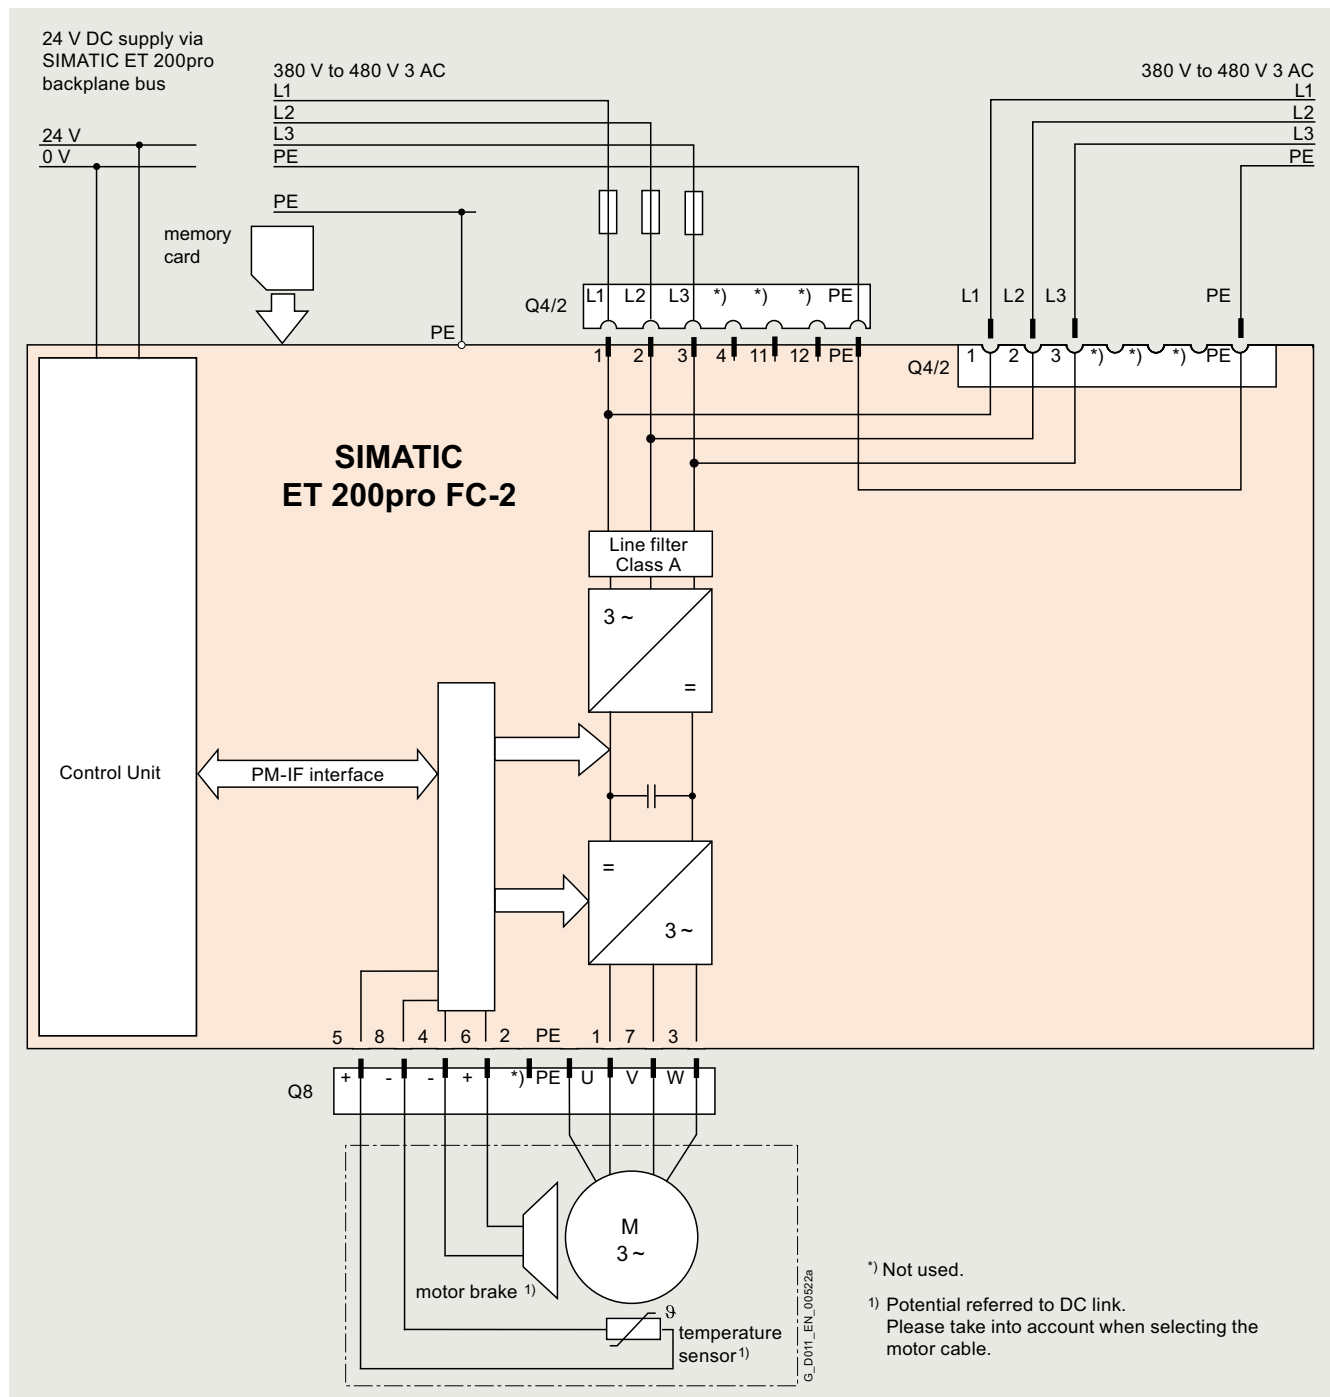 24 V DC supply via
SIMATIC ET 200pro
backplane bus
24 V
0 V
380 V to 480 V 3 AC
L1
L2
L3
PE
PE
380 V to 480 V 3 AC
L1
L2
L3
PE
memory
card
PE
Q4/2
L1 L2 L3 *) *) *) PE
1 2 3 4 11 12 PE
L1 L2 L3 PE
Q4/2
1 2 3 *) *) *) PE
SIMATIC
ET 200pro FC-2
Line filter
Class A
3 ~
=
Control Unit
PM-IF interface
=
3 ~
5 8 4 6 2 PE 1 7 3
Q8
+ - - + *) PE U V W
M
3 ~
motor brake 1)
ϑ
temperature
sensor 1)
G_D011_EN_00522a
*) Not used.
1) Potential referred to DC link.
Please take into account when selecting the
motor cable.